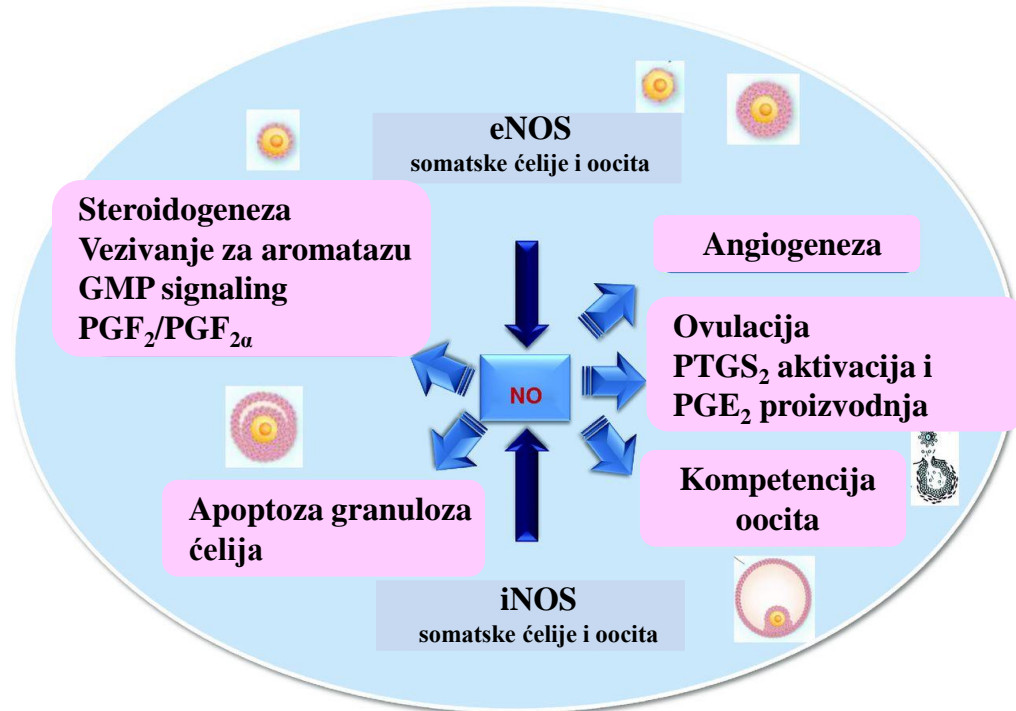 eNOS
somatske ćelije i oocita
Steroidogeneza
Vezivanje za aromatazu
GMP signaling
PGF₂/PGF₂α
Angiogeneza
Ovulacija
PTGS₂ aktivacija i
PGE₂ proizvodnja
NO
Kompetencija
oocita
Apoptoza granuloza
ćelija
iNOS
somatske ćelije i oocita